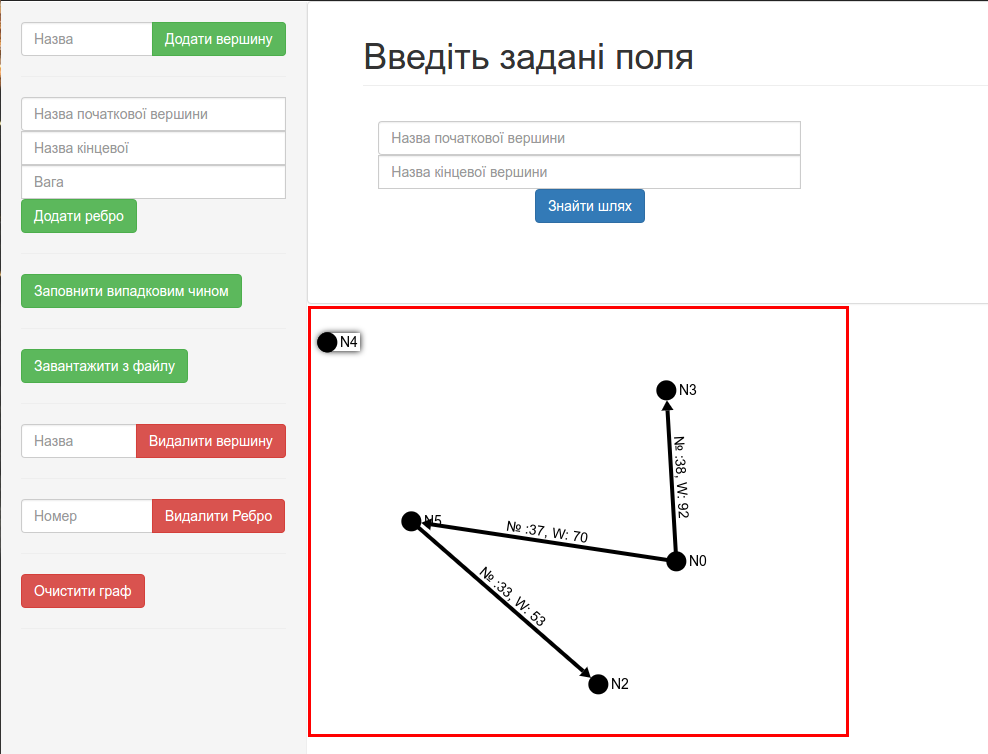 Назва
Додати вершину
Назва початкової вершини
Назва кінцевої
Вага
Додати ребро
Заповнити випадковим чином
Завантажити з файлу
Назва
Видалити вершину
Номер
Видалити Ребро
Очистити граф
Введіть задані поля
Назва початкової вершини
Назва кінцевої вершини
Знайти шлях
N4
N3
№ :38, W: 92
N5
№ :37, W: 70
N0
№ :33, W: 53
N2